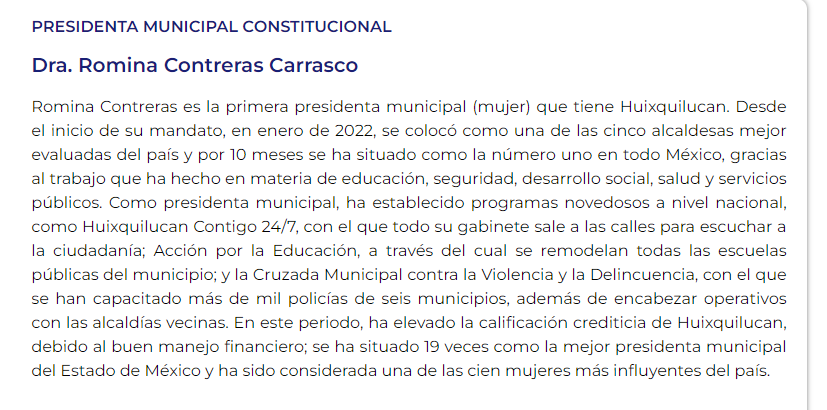 PRESIDENTA MUNICIPAL CONSTITUCIONAL
Dra. Romina Contreras Carrasco
Romina Contreras es la primera presidenta municipal (mujer) que tiene Huixquilucan. Desde
el inicio de su mandato, en enero de 2022, se colocó como una de las cinco alcaldesas mejor
evaluadas del país y por 10 meses se ha situado como la número uno en todo México, gracias
al trabajo que ha hecho en materia de educación, seguridad, desarrollo social, salud y servicios
públicos. Como presidenta municipal, ha establecido programas novedosos a nivel nacional,
como Huixquilucan Contigo 24/7, con el que todo su gabinete sale a las calles para escuchar a
la ciudadanía; Acción por la Educación, a través del cual se remodelan todas las escuelas
públicas del municipio; y la Cruzada Municipal contra la Violencia y la Delincuencia, con el que
se han capacitado más de mil policías de seis municipios, además de encabezar operativos
con las alcaldías vecinas. En este periodo, ha elevado la calificación crediticia de Huixquilucan,
debido al buen manejo financiero; se ha situado 19 veces como la mejor presidenta municipal
del Estado de México y ha sido considerada una de las cien mujeres más influyentes del país.